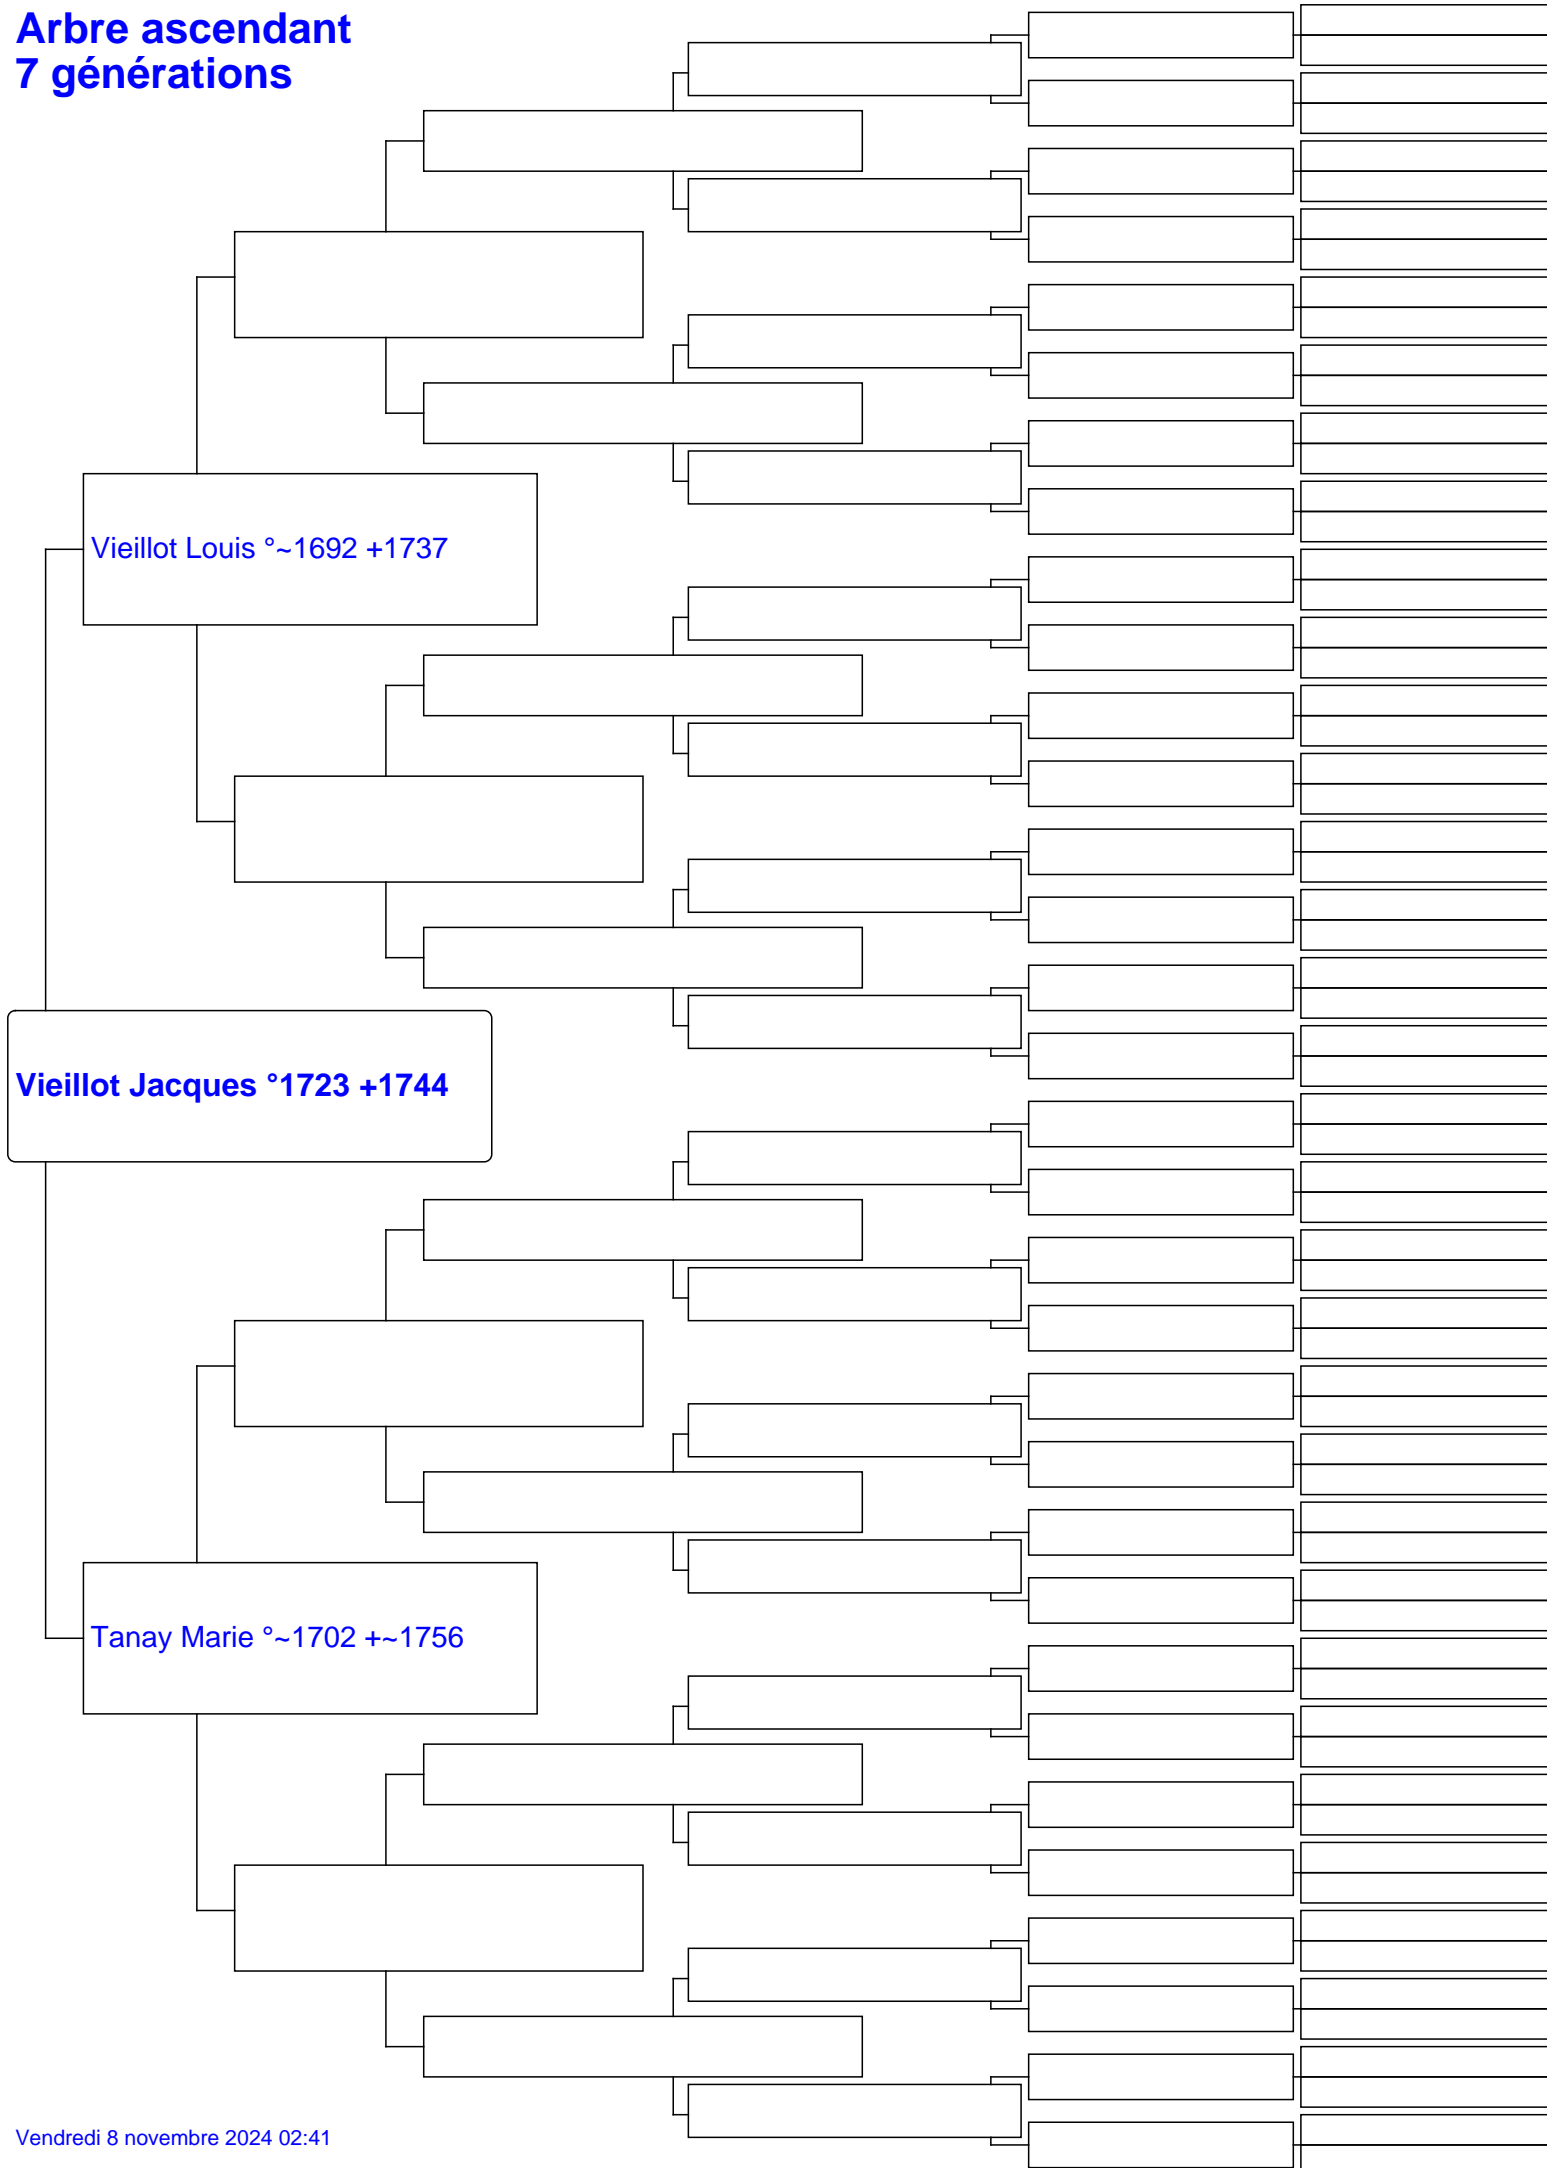 Arbre ascendant
7 générations
Vieillot Louis °~1692 +1737
Vieillot Jacques °1723 +1744
Tanay Marie °~1702 +~1756
Vendredi 8 novembre 2024 02:41